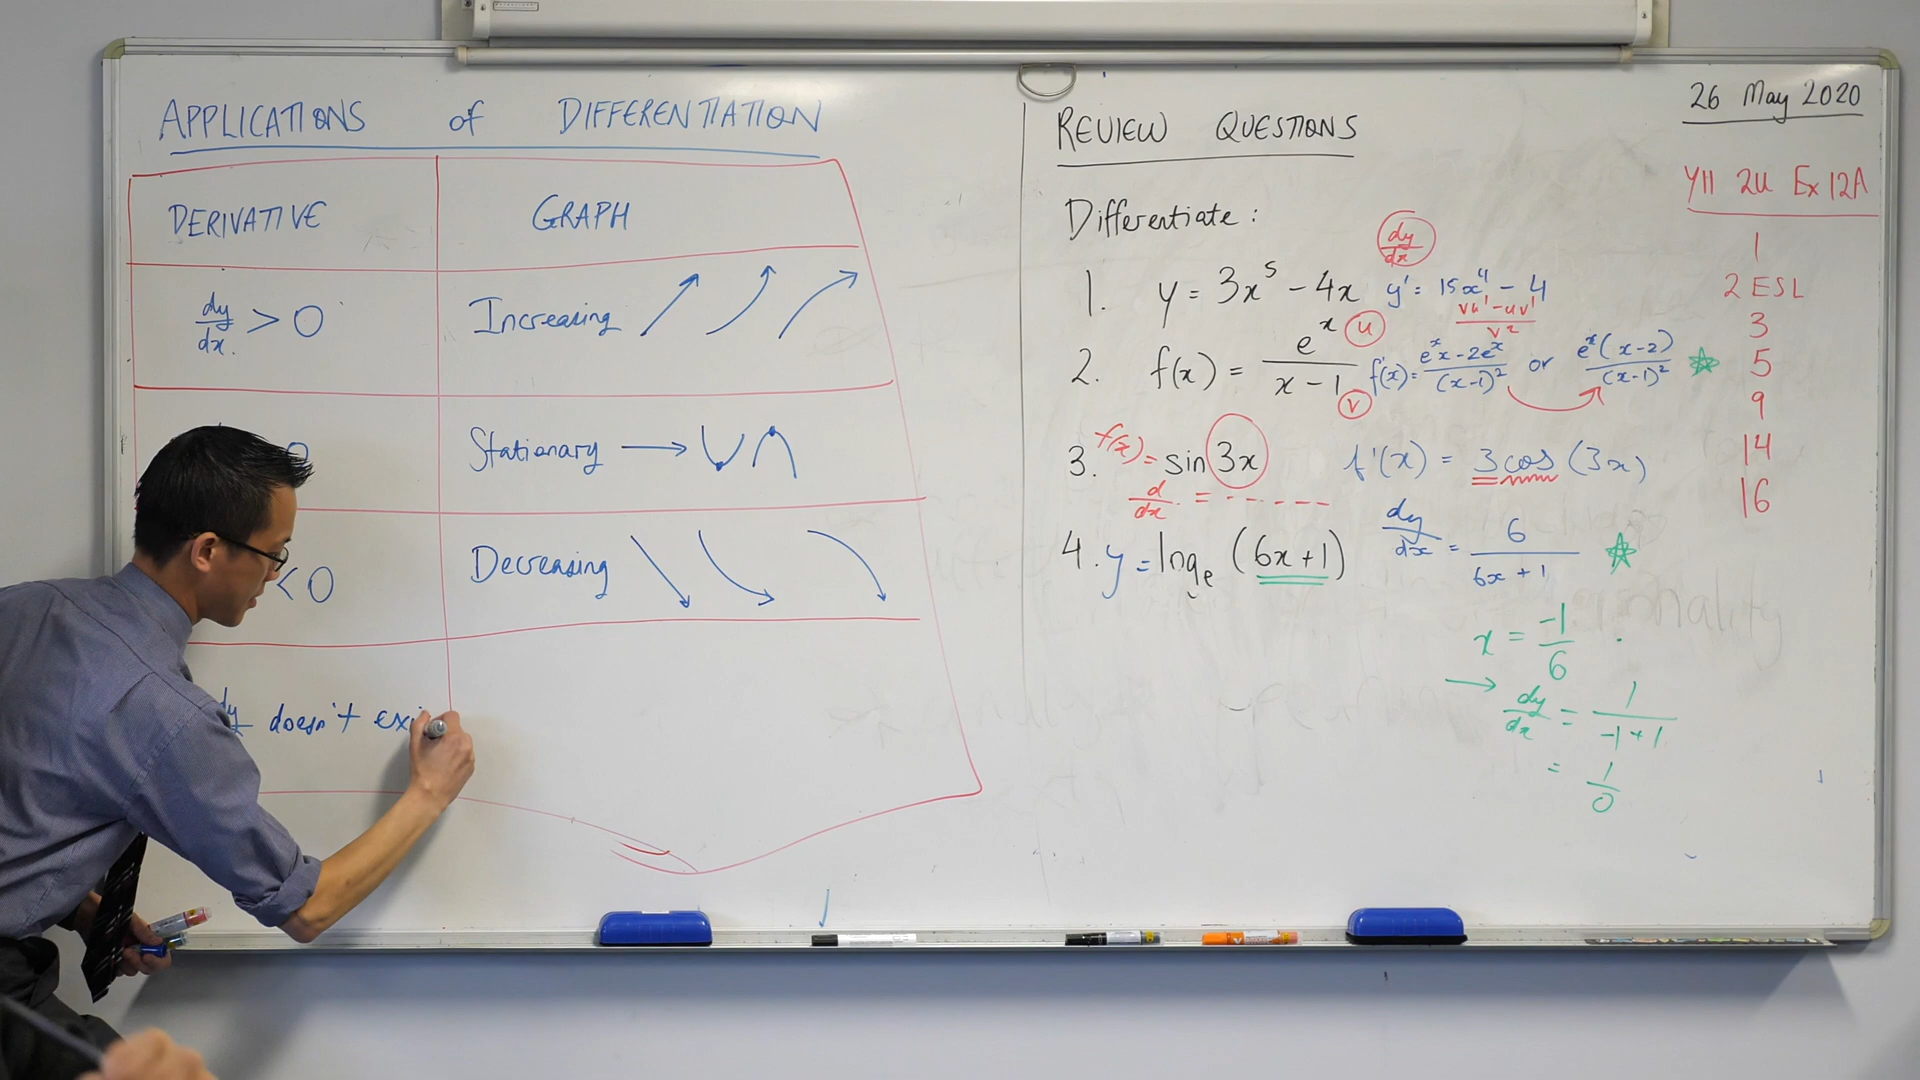 APPLICATIONS of DIFFERENTIATION
DERIVATIVE GRAPH
dy/dx > 0 Increasing
0 Stationary →
< 0 Decreasing
dy doesn't exi
REVIEW QUESTIONS
Differentiate :
dy/dx
1. y = 3x⁵ - 4x y' = 15x⁴ - 4
x u
vu' - uv' / v²
2. f(x) = e / x - 1 f'(x) = eˣx - 2eˣ / (x-1)² or eˣ(x-2) / (x-1)²
v
3. f(x) = sin 3x f'(x) = 3cos (3x)
d/dx = ------
4. y = logₑ (6x+1) dy/dx = 6 / 6x+1
x = -1/6
→ dy/dx = 1 / -1+1
= 1/0
26 May 2020
Y11 2U Ex 12A
1
2 ESL
3
5
9
14
16